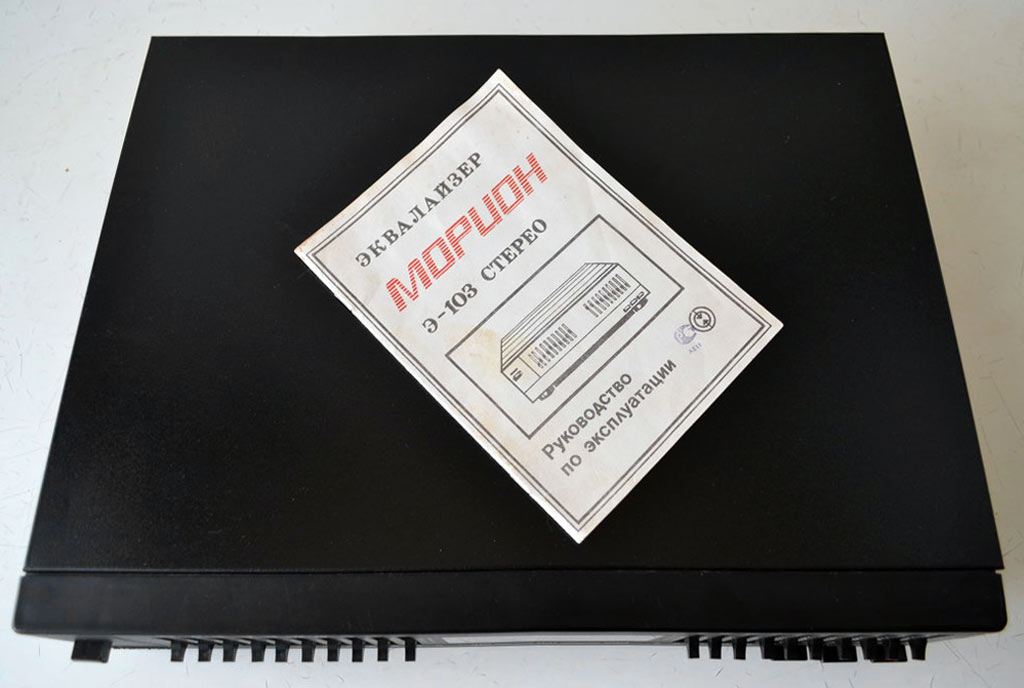 ЭКВАЛАЙЗЕР
МОРИОН
Э-103 СТЕРЕО
Руководство
по эксплуатации